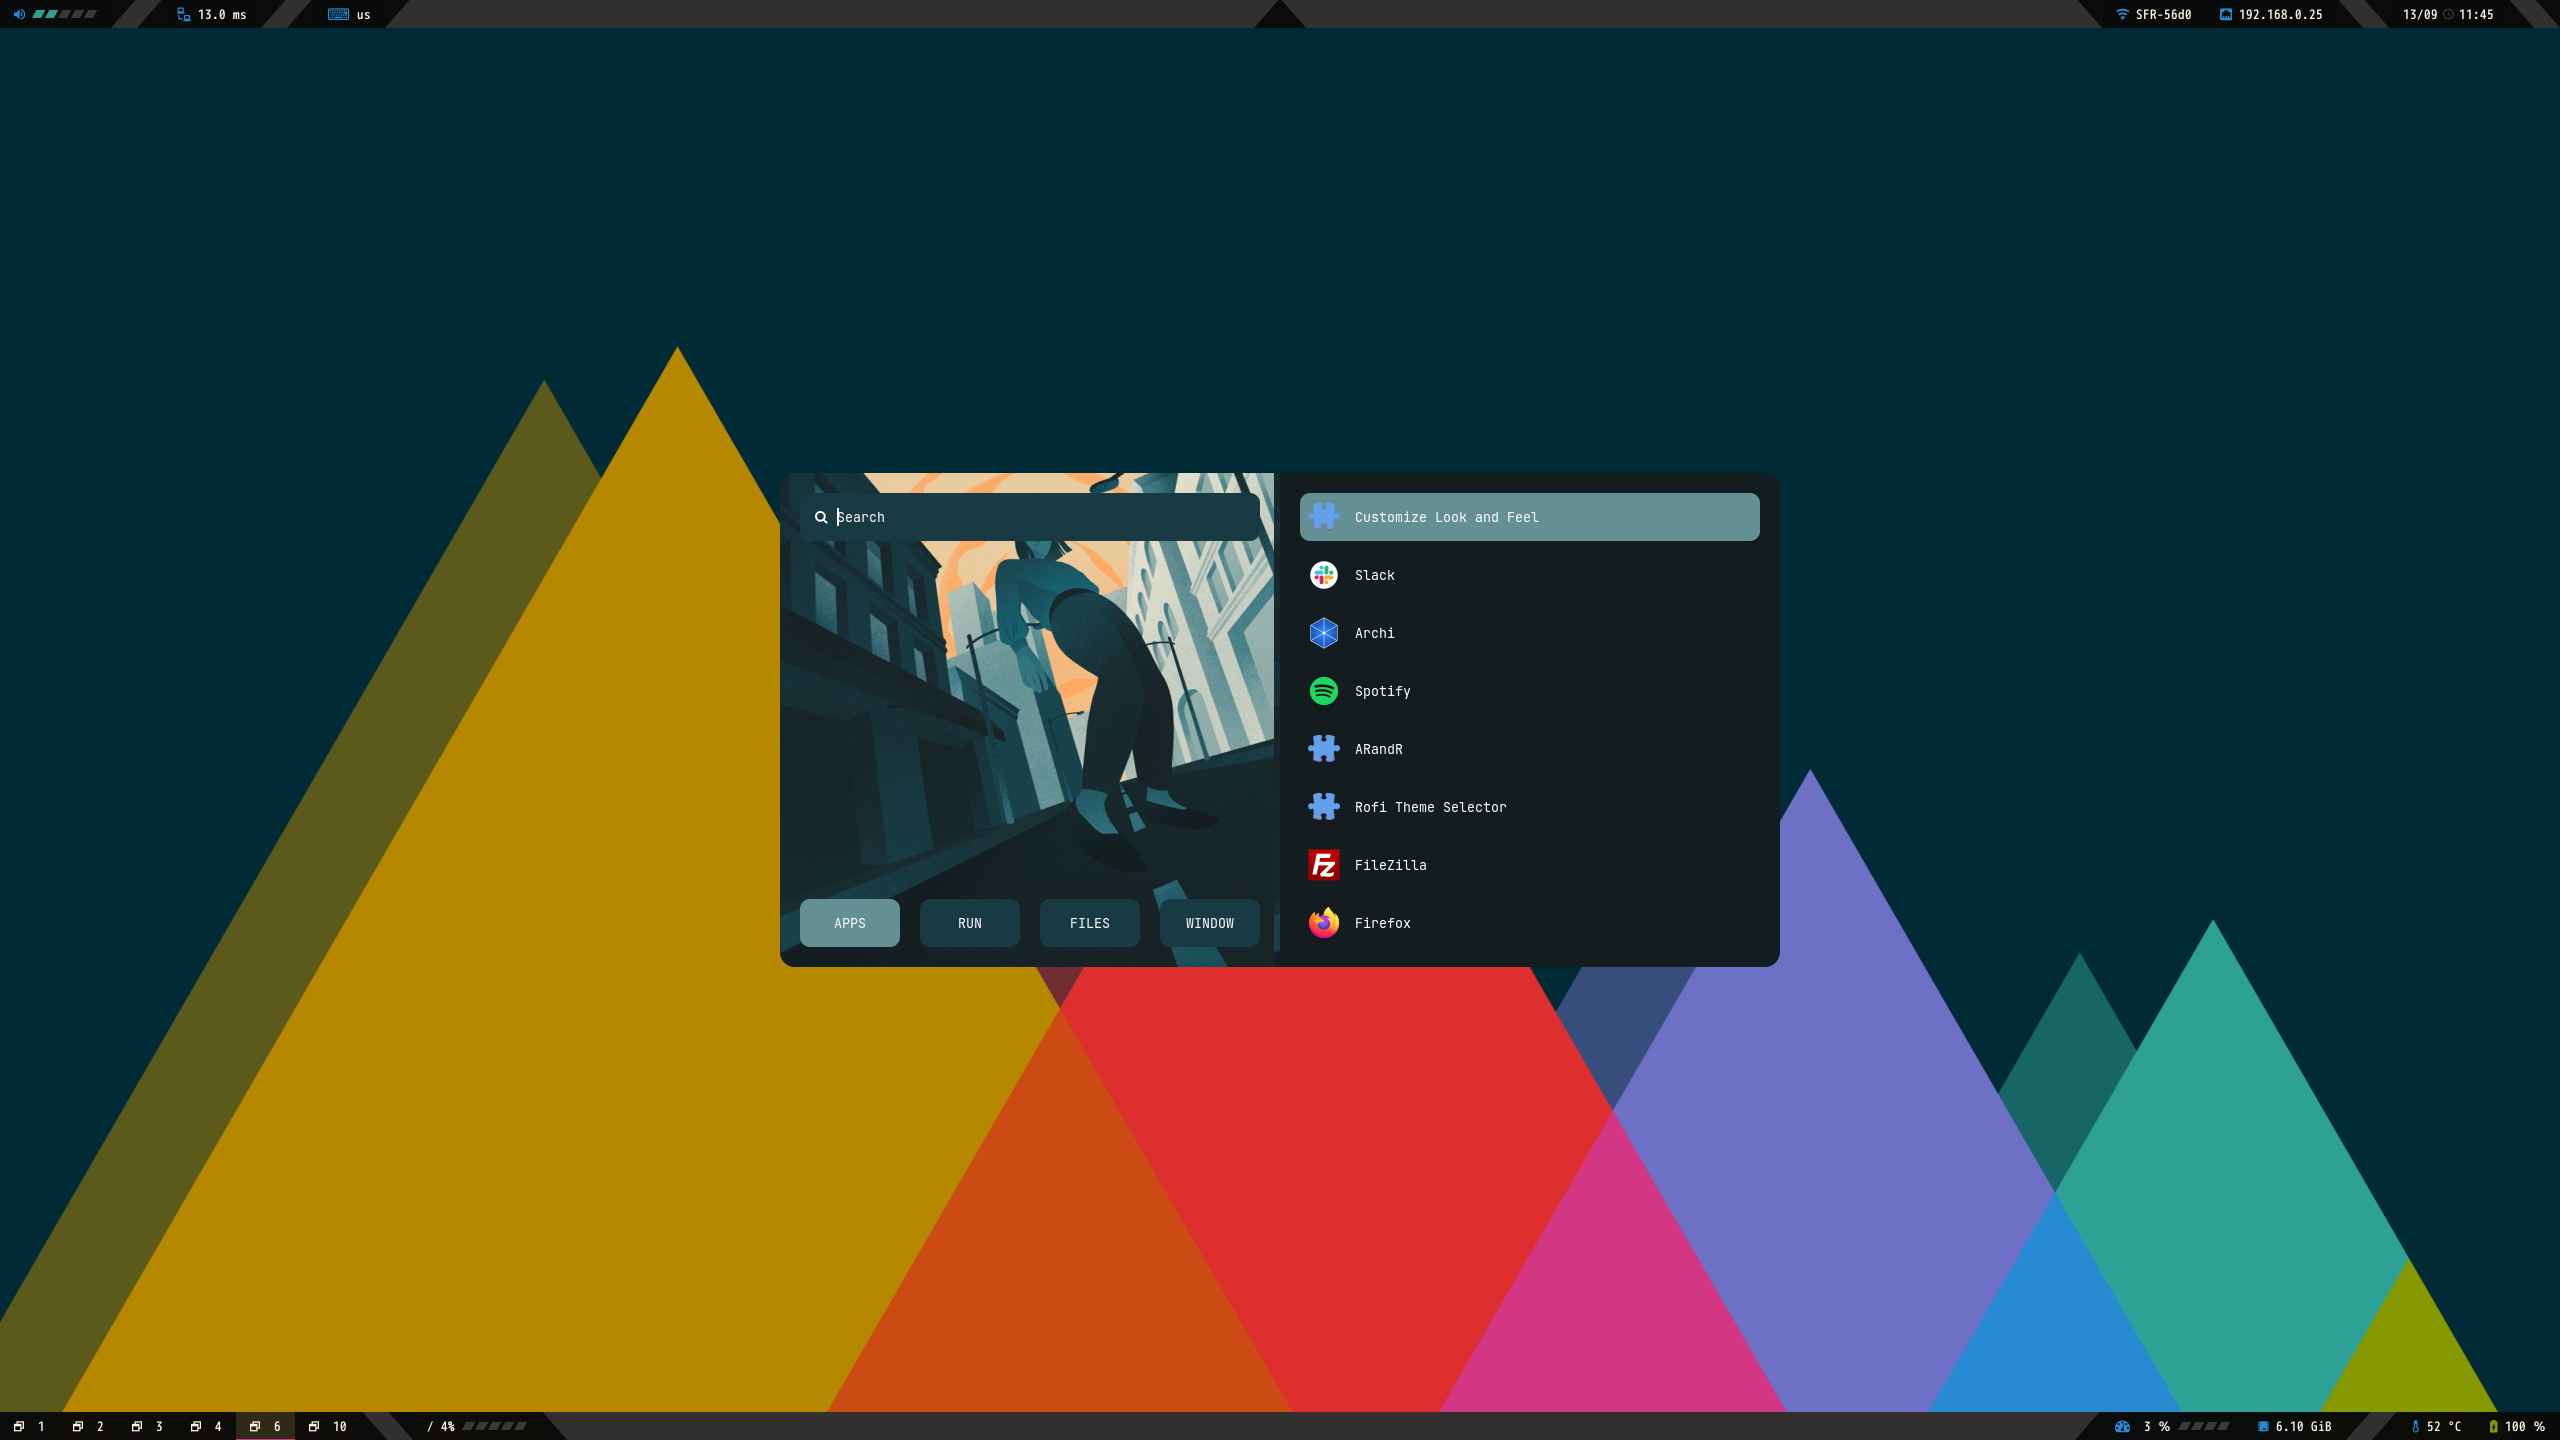 13.0 ms us SFR-56d0 192.168.0.25 13/09 11:45
Search
Customize Look and Feel
Slack
Archi
Spotify
ARandR
Rofi Theme Selector
Fz FileZilla
Firefox
APPS RUN FILES WINDOW
1 2 3 4 6 10 / 4% 3 % 6.10 GiB 52 °C 100 %